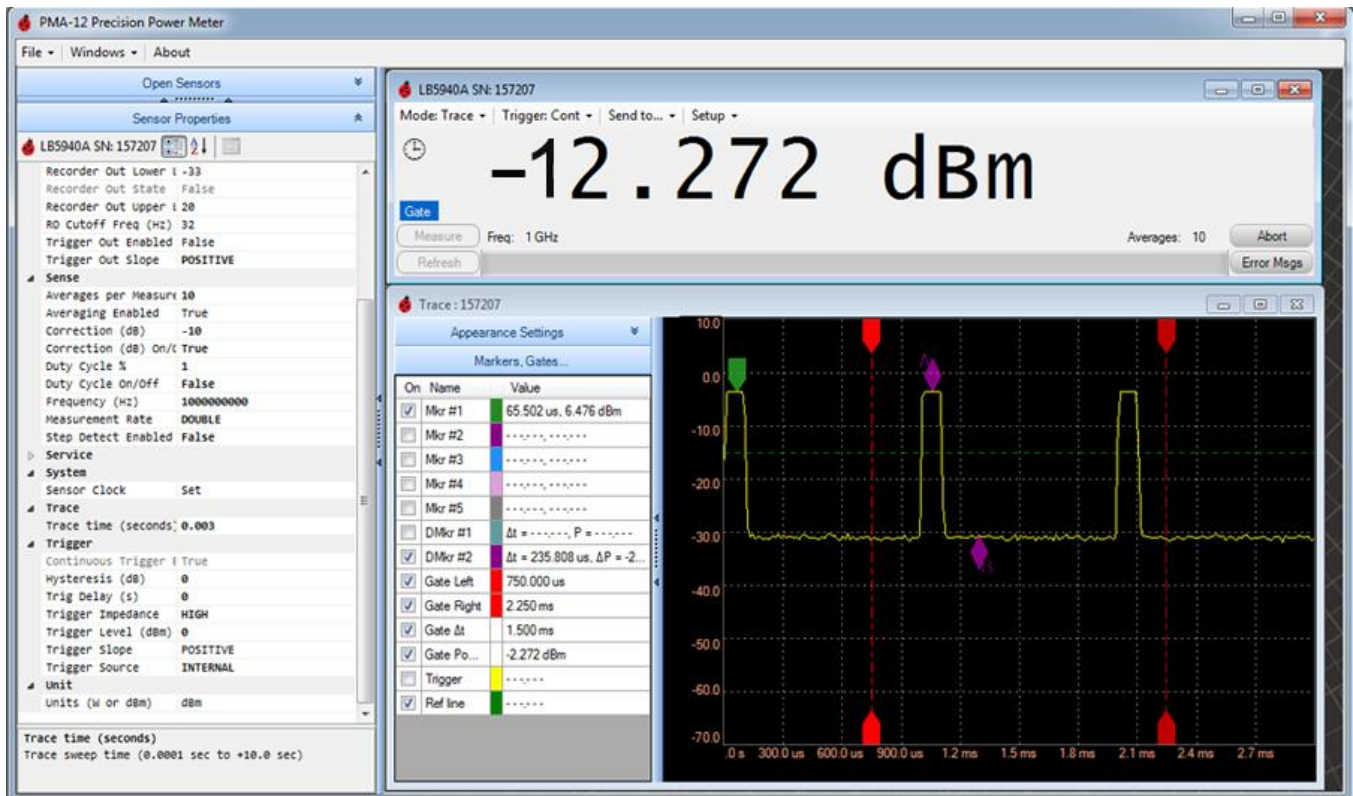 PMA-12 Precision Power Meter
File Windows About
Open Sensors
Sensor Properties
LB5940A SN: 157207
Recorder Out Lower L -33
Recorder Out State False
Recorder Out Upper L 20
RO Cutoff Freq (Hz) 32
Trigger Out Enabled False
Trigger Out Slope POSITIVE
Sense
Averages per Measure 10
Averaging Enabled True
Correction (dB) -10
Correction (dB) On/C True
Duty Cycle % 1
Duty Cycle On/Off False
Frequency (Hz) 1000000000
Measurement Rate DOUBLE
Step Detect Enabled False
Service
System
Sensor Clock Set
Trace
Trace time (seconds) 0.003
Trigger
Continuous Trigger True
Hysteresis (dB) 0
Trig Delay (s) 0
Trigger Impedance HIGH
Trigger Level (dBm) 0
Trigger Slope POSITIVE
Trigger Source INTERNAL
Unit
Units (W or dBm) dBm
Trace time (seconds)
Trace sweep time (0.0001 sec to +10.0 sec)
LB5940A SN: 157207
Mode: Trace Trigger: Cont Send to... Setup
-12.272 dBm
Gate
Measure Freq: 1 GHz Averages: 10 Abort
Refresh Error Msgs
Trace : 157207
Appearance Settings
Markers, Gates...
On Name Value
Mkr #1 65.502 us, 6.476 dBm
Mkr #2 ---.---, ---.---
Mkr #3 ---.---, ---.---
Mkr #4 ---.---, ---.---
Mkr #5 ---.---, ---.---
DMkr #1 Δt = ---.---, P = ---.---
DMkr #2 Δt = 235.808 us, ΔP = -2...
Gate Left 750.000 us
Gate Right 2.250 ms
Gate Δt 1.500 ms
Gate Po... -2.272 dBm
Trigger ---.---
Ref line ---.---
10.0
0.0
-10.0
-20.0
-30.0
-40.0
-50.0
-60.0
-70.0
.0 s 300.0 us 600.0 us 900.0 us 1.2 ms 1.5 ms 1.8 ms 2.1 ms 2.4 ms 2.7 ms